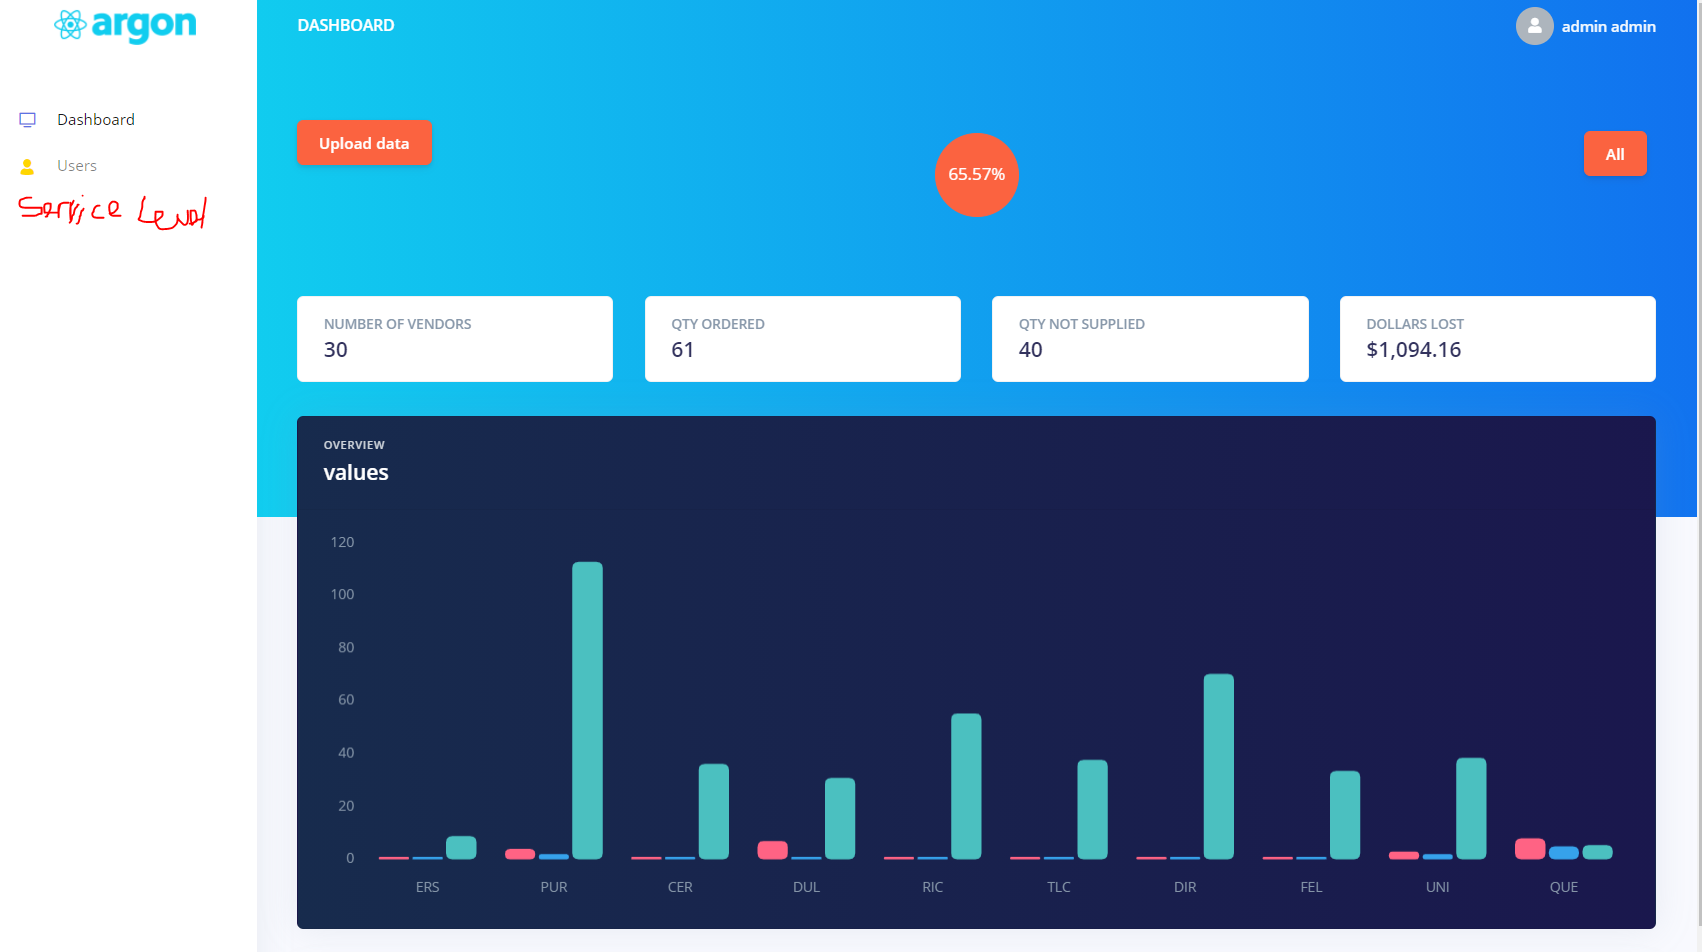 argon
DASHBOARD
admin admin
Dashboard
Users
Service Level
Upload data
65.57%
All
NUMBER OF VENDORS
30
QTY ORDERED
61
QTY NOT SUPPLIED
40
DOLLARS LOST
$1,094.16
OVERVIEW
values
120
100
80
60
40
20
0
ERS PUR CER DUL RIC TLC DIR FEL UNI QUE